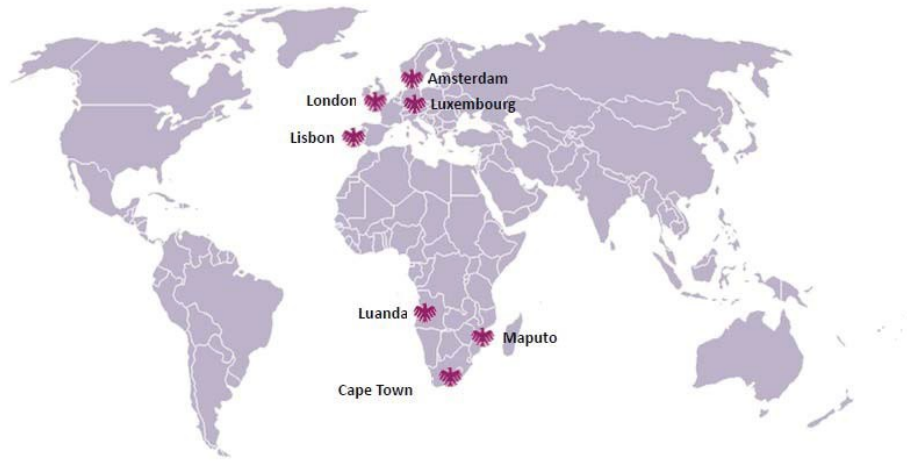 Amsterdam
London
Luxembourg
Lisbon
Luanda
Maputo
Cape Town